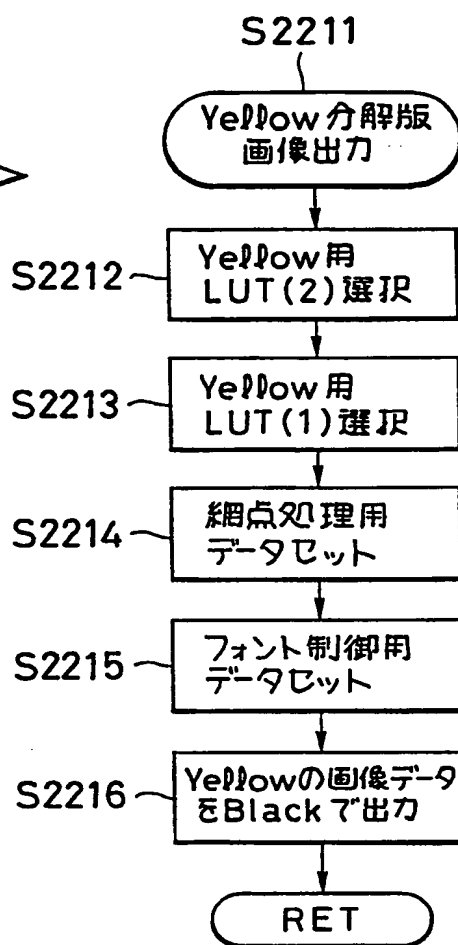 S2211
Yellow分解版
画像出力
S2212
Yellow用
LUT(2)選択
S2213
Yellow用
LUT(1)選択
S2214
網点処理用
データセット
S2215
フォント制御用
データセット
S2216
Yellowの画像データ
をBlackで出力
RET